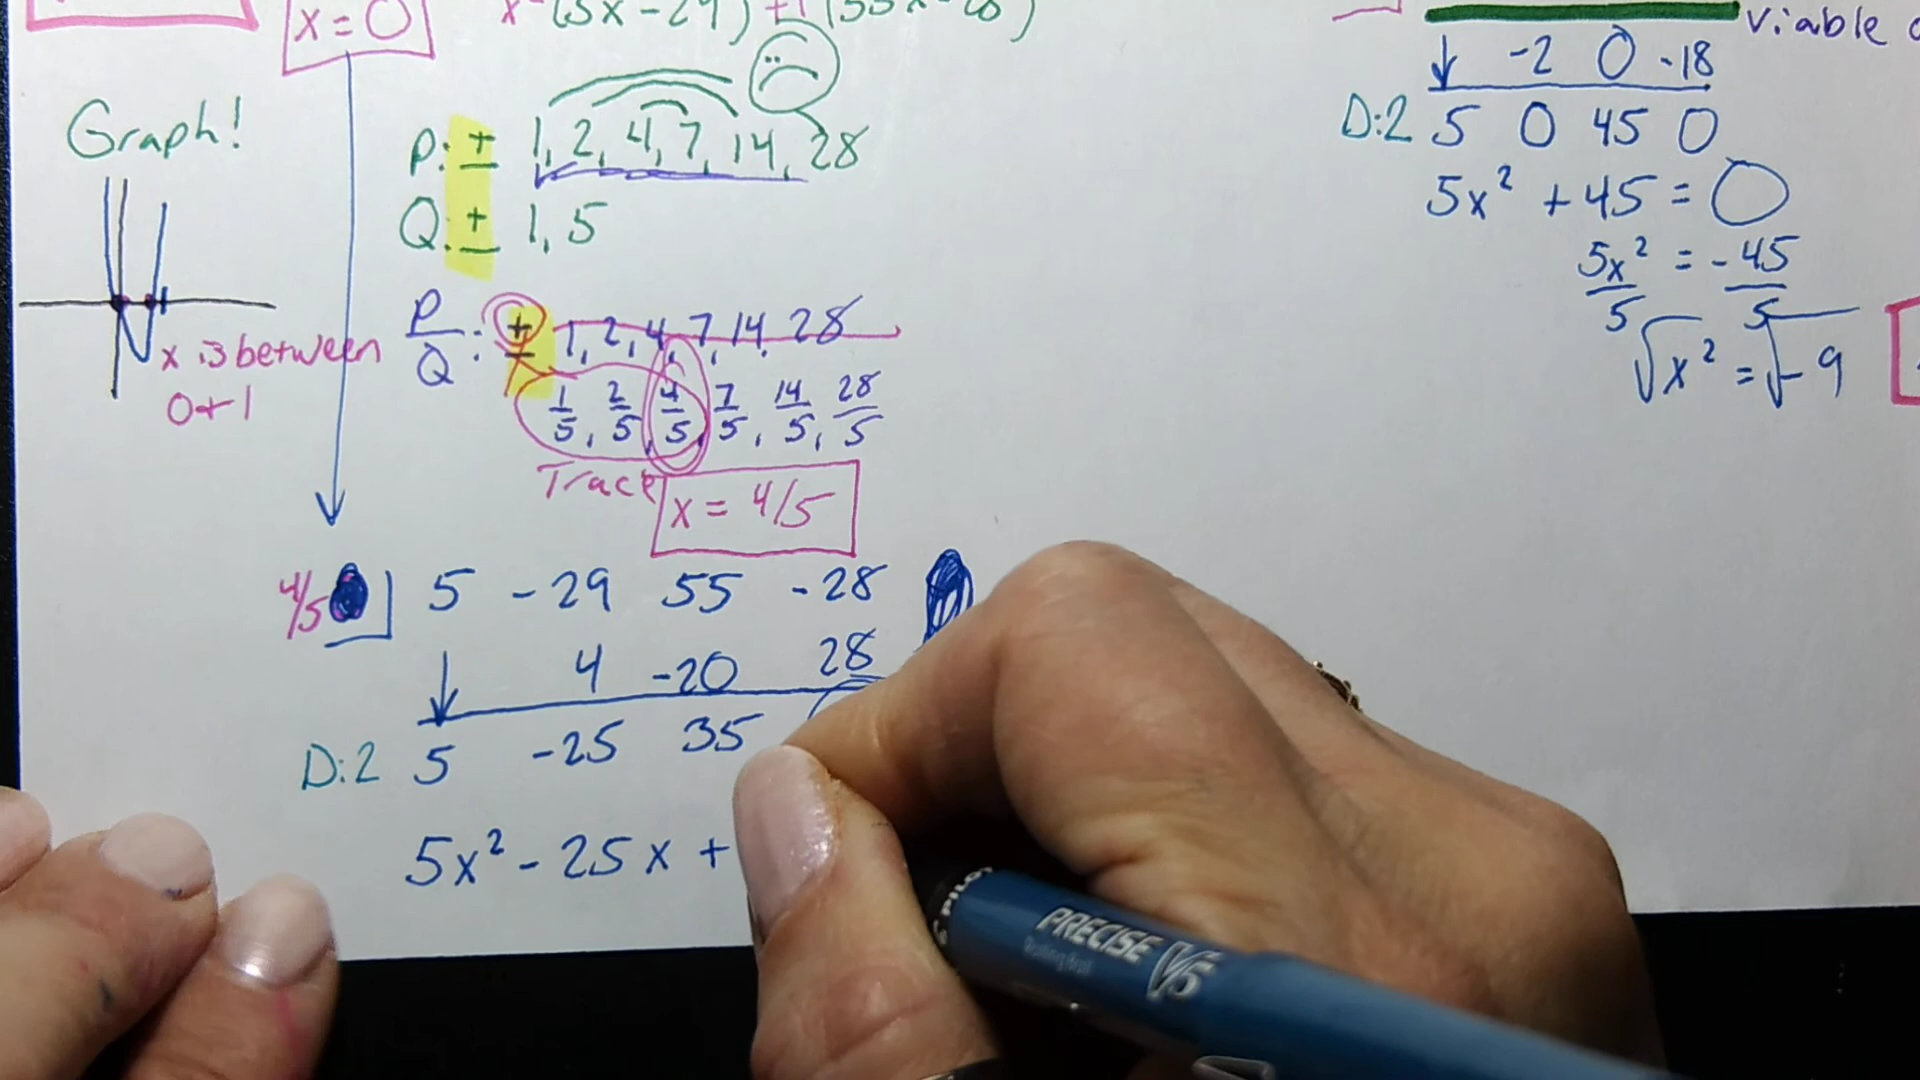 x = 0
Graph!
P: ± 1, 2, 4, 7, 14, 28
Q: ± 1, 5
P/Q : ± 1, 2, 4, 7, 14, 28
1/5, 2/5, 4/5, 7/5, 14/5, 28/5
x is between
0 + 1
Trace
x = 4/5
4/5 5 -29 55 -28
4 -20 28
D:2 5 -25 35
5x² - 25x +
Viable
-2 0 -18
D:2 5 0 45 0
5x² + 45 = 0
5x² = -45
5 5
√x² = √-9
PILOT
PRECISE V5